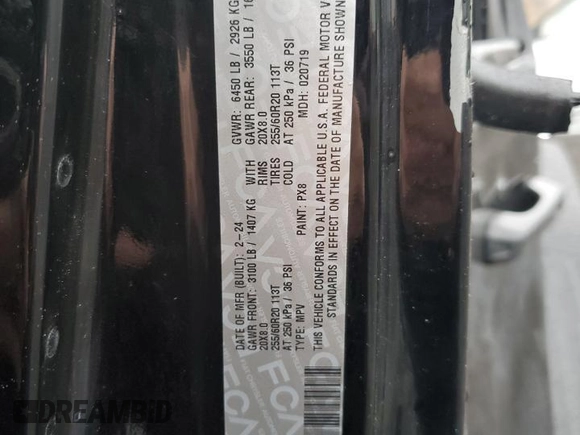 DATE OF MFR (BUILT): 2-24 GVWR: 6450 LB / 2926 KG
GAWR FRONT: 3100 LB / 1407 KG WITH GAWR REAR: 3550 LB /
20X8.0 RIMS 20X8.0
255/60R20 113T TIRES 255/60R20 113T
AT 250 kPa / 36 PSI COLD AT 250 kPa / 36 PSI
TYPE: MPV PAINT: PX8 MDH: 020719
THIS VEHICLE CONFORMS TO ALL APPLICABLE U.S.A. FEDERAL MOTOR V
STANDARDS IN EFFECT ON THE DATE OF MANUFACTURE SHOWN
FCA
DREAMBID